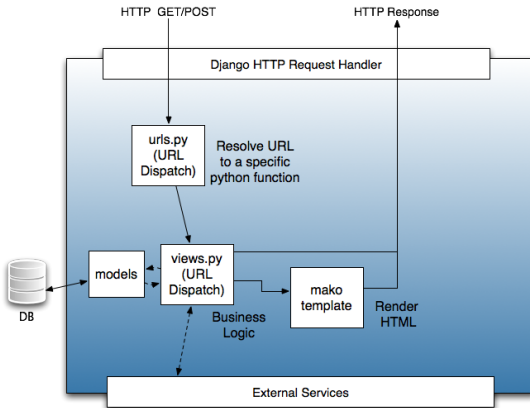 HTTP GET/POST
HTTP Response
Django HTTP Request Handler
urls.py
(URL
Dispatch)
Resolve URL
to a specific
python function
models
views.py
(URL
Dispatch)
mako
template
DB
Business
Logic
Render
HTML
External Services